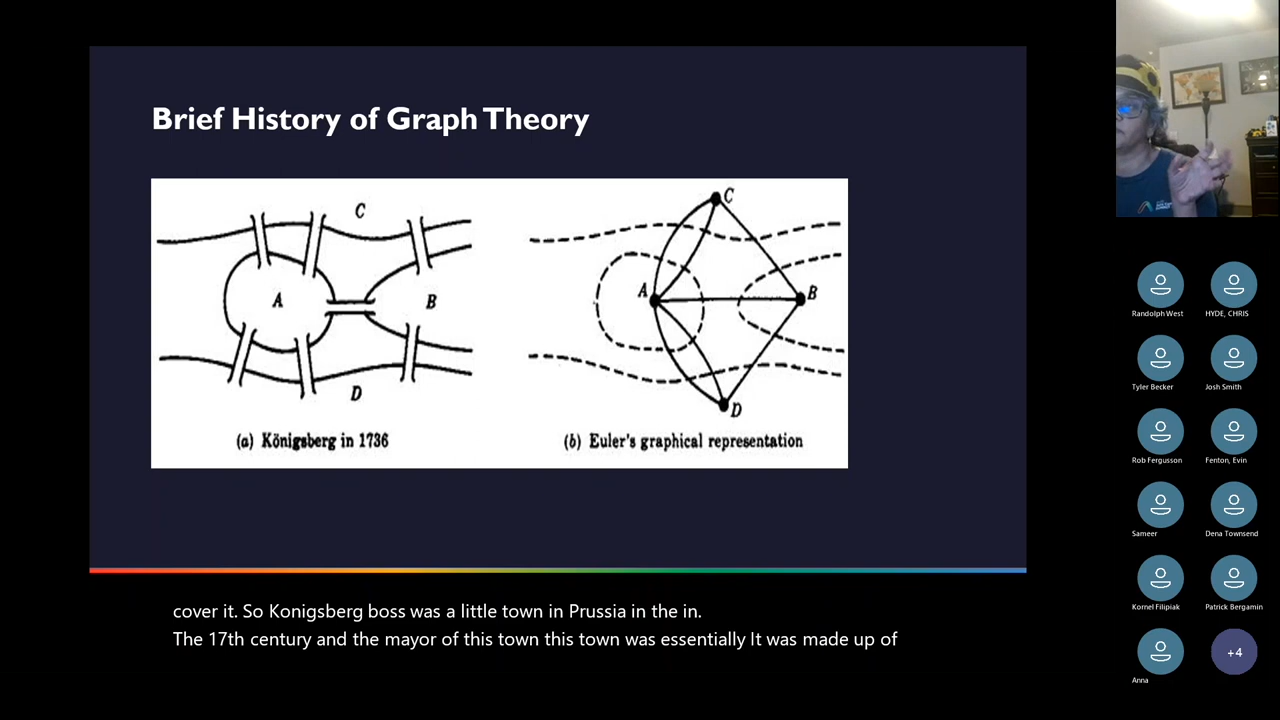 Brief History of Graph Theory
C
A
B
D
(a) Königsberg in 1736
C
A
B
D
(b) Euler's graphical representation
cover it. So Konigsberg boss was a little town in Prussia in the in.
The 17th century and the mayor of this town this town was essentially It was made up of
Randolph West
HYDE, CHRIS
Tyler Becker
Josh Smith
Rob Fergusson
Fenton, Evin
Sameer
Dena Townsend
Kornel Filipiak
Patrick Bergamin
Anna
+4